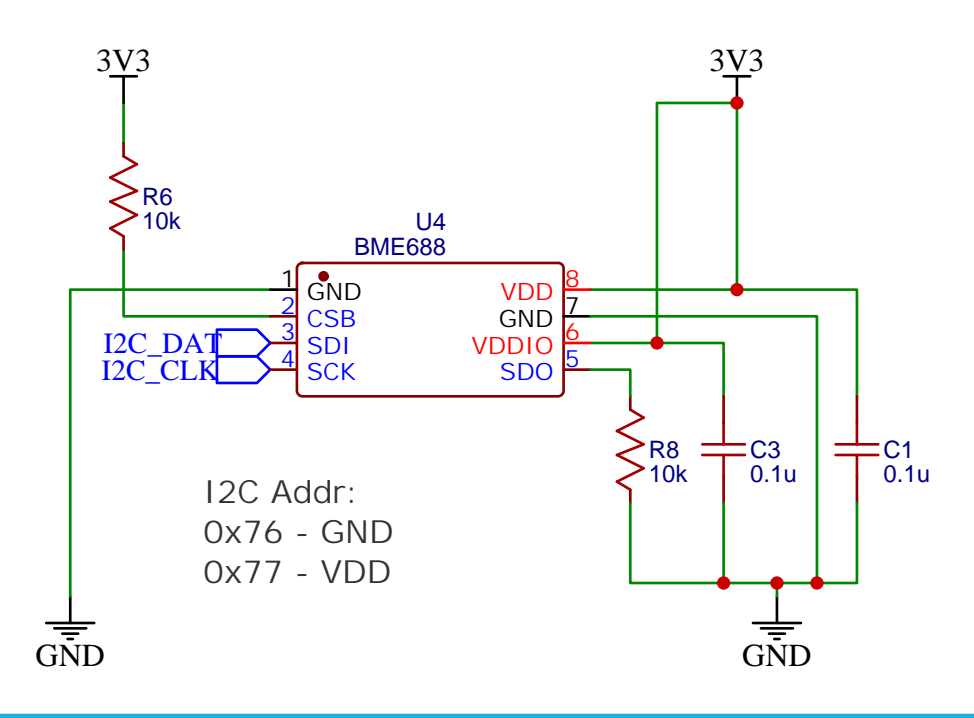 3V3
3V3
R6
10k
U4
BME688
1
GND
VDD
8
2
CSB
GND
7
I2C_DAT
3
SDI
VDDIO
6
I2C_CLK
4
SCK
SDO
5
R8
10k
C3
0.1u
C1
0.1u
I2C Addr:
0x76 - GND
0x77 - VDD
GND
GND